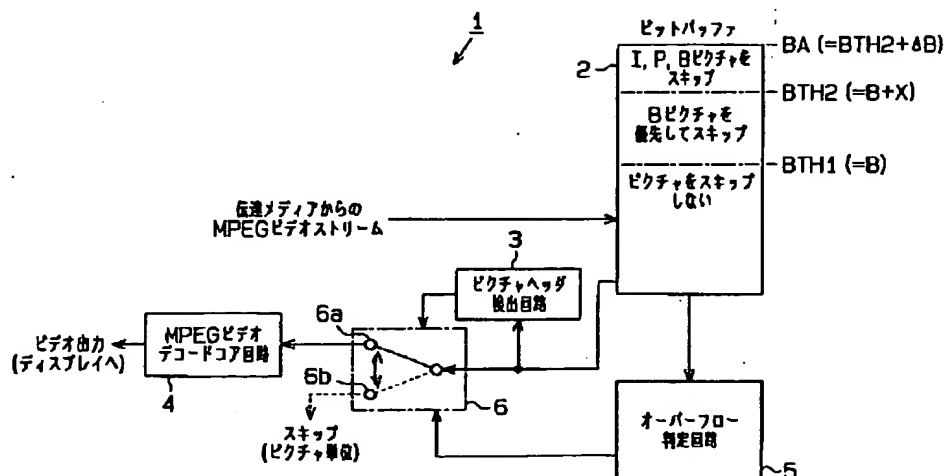 1
ビットバッファ
BA (=BTH2+ΔB)
2
I, P, Bピクチャを
スキップ
BTH2 (=B+X)
Bピクチャを
優先してスキップ
BTH1 (=B)
ピクチャをスキップ
しない
伝達メディアからの
MPEGビデオストリーム
3
ピクチャヘッダ
検出回路
6a
MPEGビデオ
デコードコア回路
ビデオ出力
(ディスプレイへ)
4
6b
6
スキップ
(ピクチャ単位)
オーバーフロー
判定回路
5